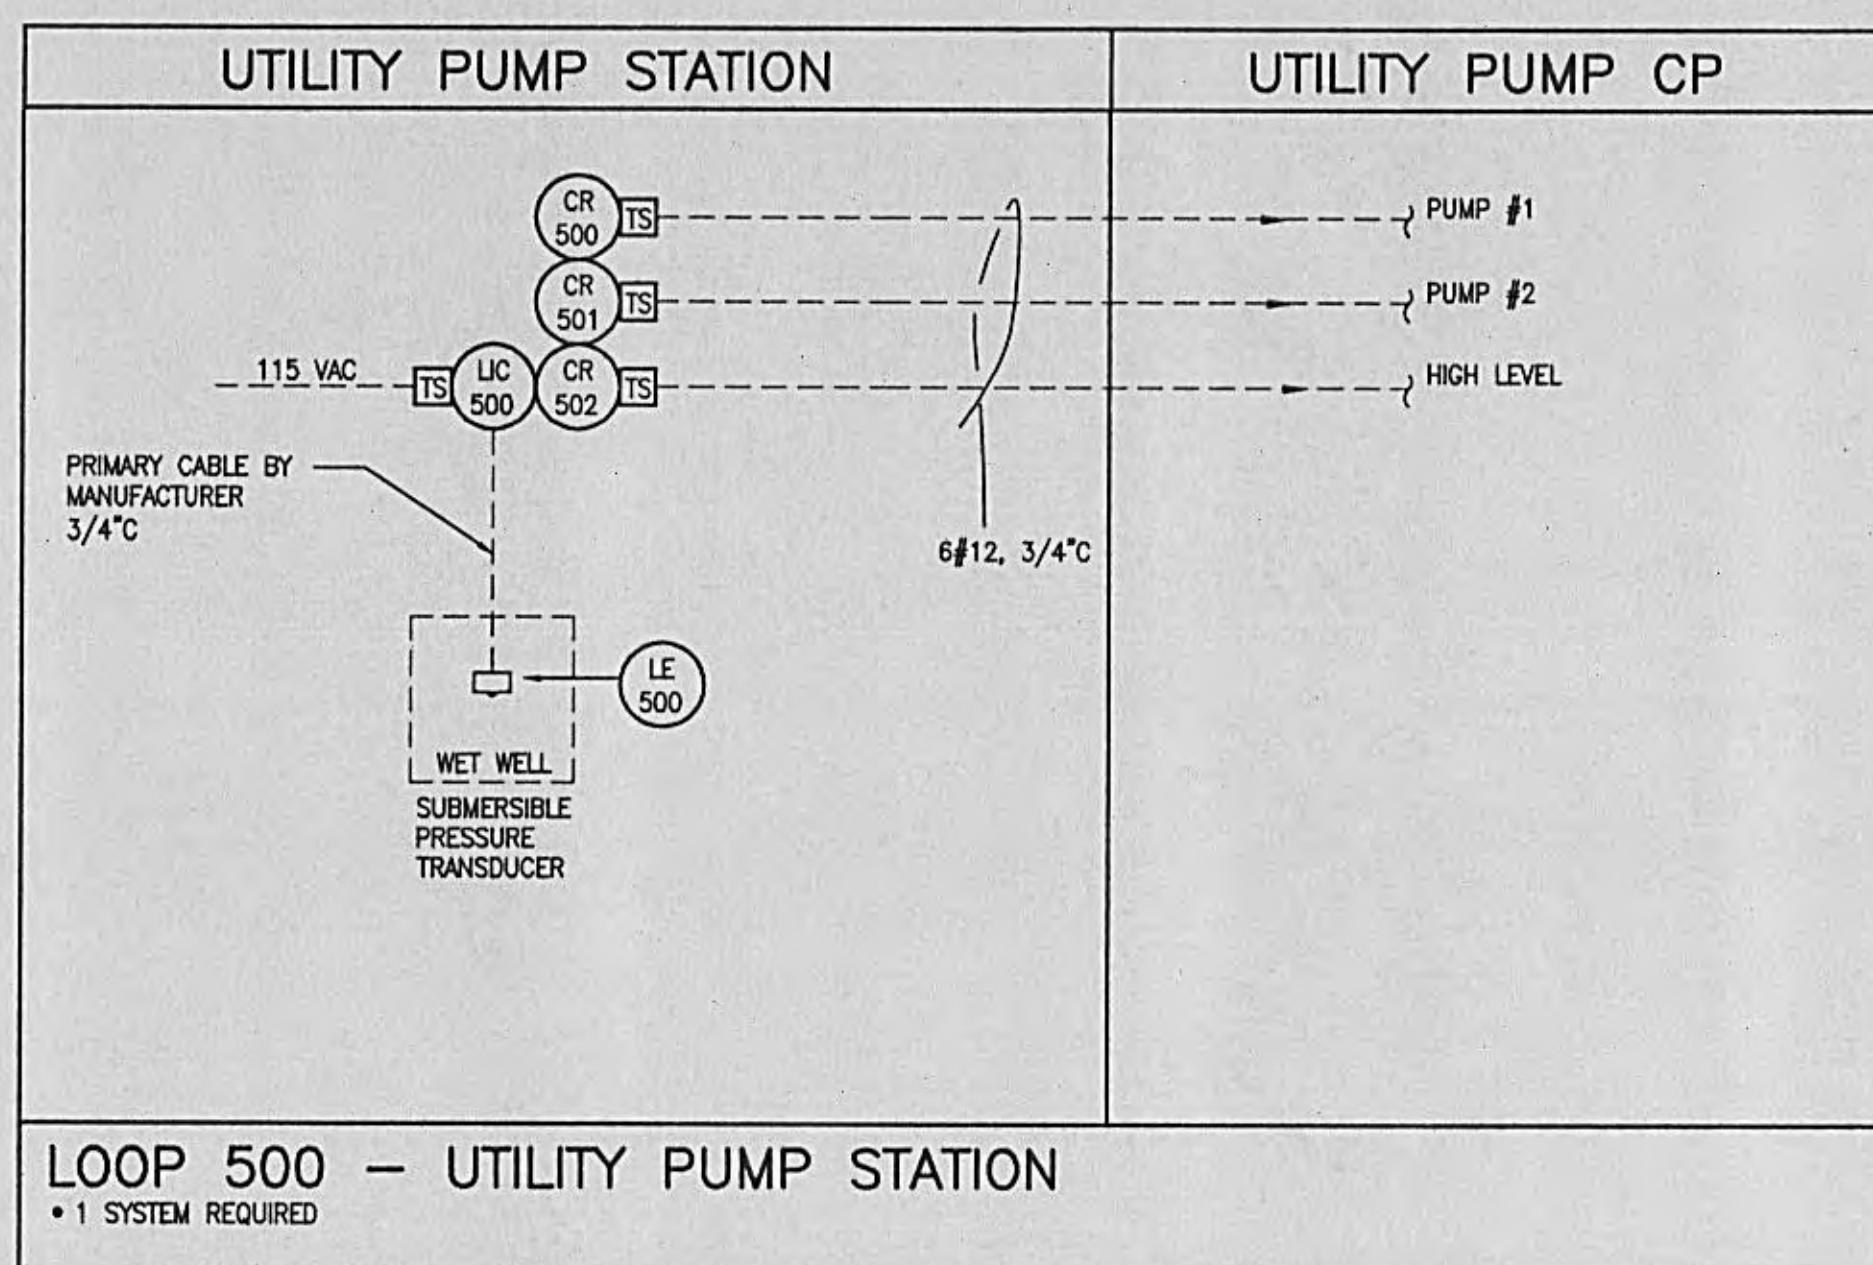 UTILITY PUMP STATION
UTILITY PUMP CP
CR
500
TS
PUMP #1
CR
501
TS
PUMP #2
115 VAC
TS
LIC
500
CR
502
TS
HIGH LEVEL
PRIMARY CABLE BY
MANUFACTURER
3/4"C
6#12, 3/4"C
LE
500
WET WELL
SUBMERSIBLE
PRESSURE
TRANSDUCER
LOOP 500 – UTILITY PUMP STATION
• 1 SYSTEM REQUIRED